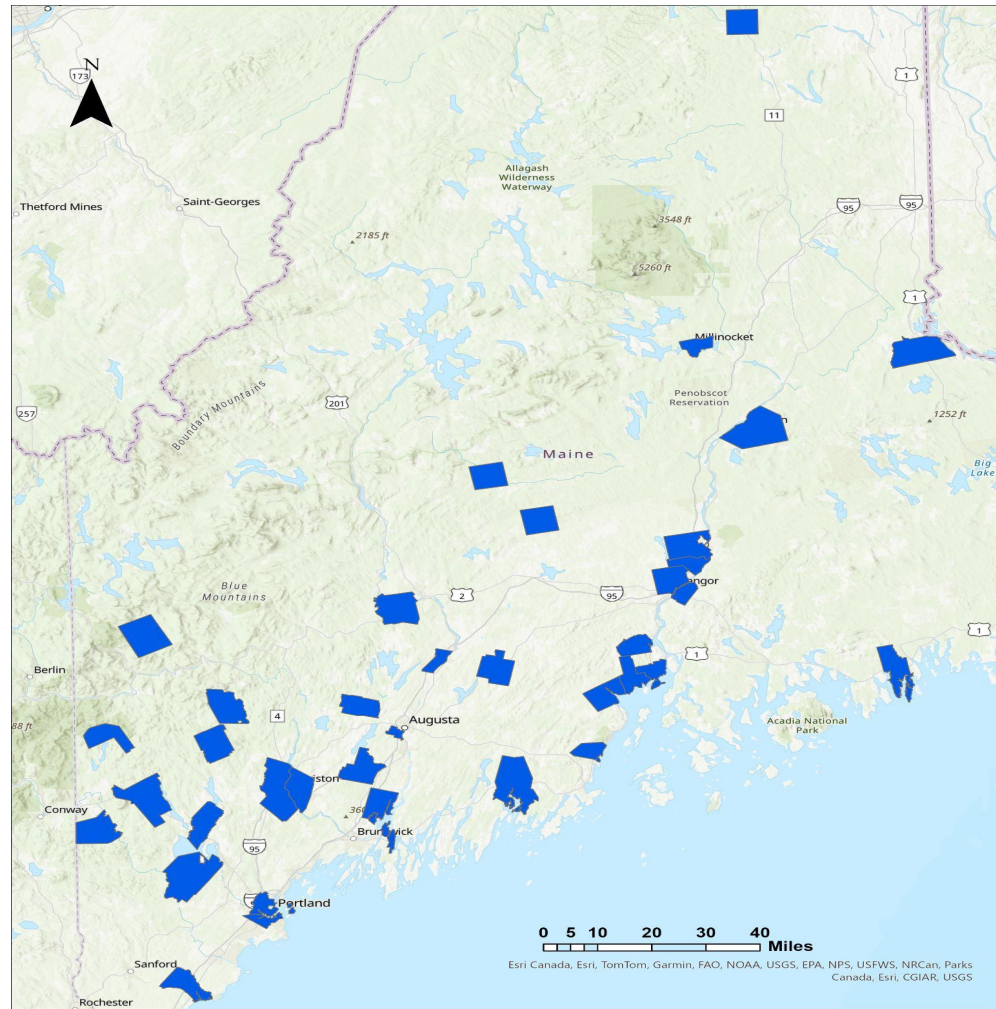 N
173
1
11
Allagash
Wilderness
Waterway
95
95
Thetford Mines
Saint-Georges
3548 ft
2185 ft
5260 ft
1
Millinocket
Penobscot
Reservation
257
201
Boundary Mountains
1252 ft
Maine
Big
Lake
Blue
Mountains
2
95
1
1
Berlin
88 ft
4
Augusta
Acadia National
Park
Conway
95
Portland
0 5 10 20 30 40
Miles
Esri Canada, Esri, TomTom, Garmin, FAO, NOAA, USGS, EPA, NPS, USFWS, NRCan, Parks
Canada, Esri, CGIAR, USGS
Sanford
Rochester